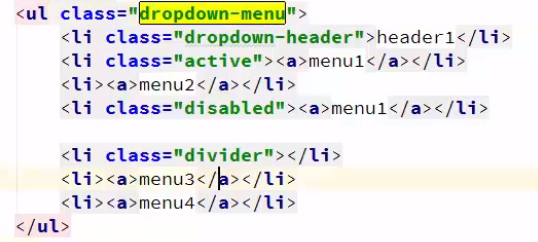 <ul class="dropdown-menu">
<li class="dropdown-header">header1</li>
<li class="active"><a>menu1</a></li>
<li><a>menu2</a></li>
<li class="disabled"><a>menu1</a></li>
<li class="divider"></li>
<li><a>menu3</a></li>
<li><a>menu4</a></li>
</ul>